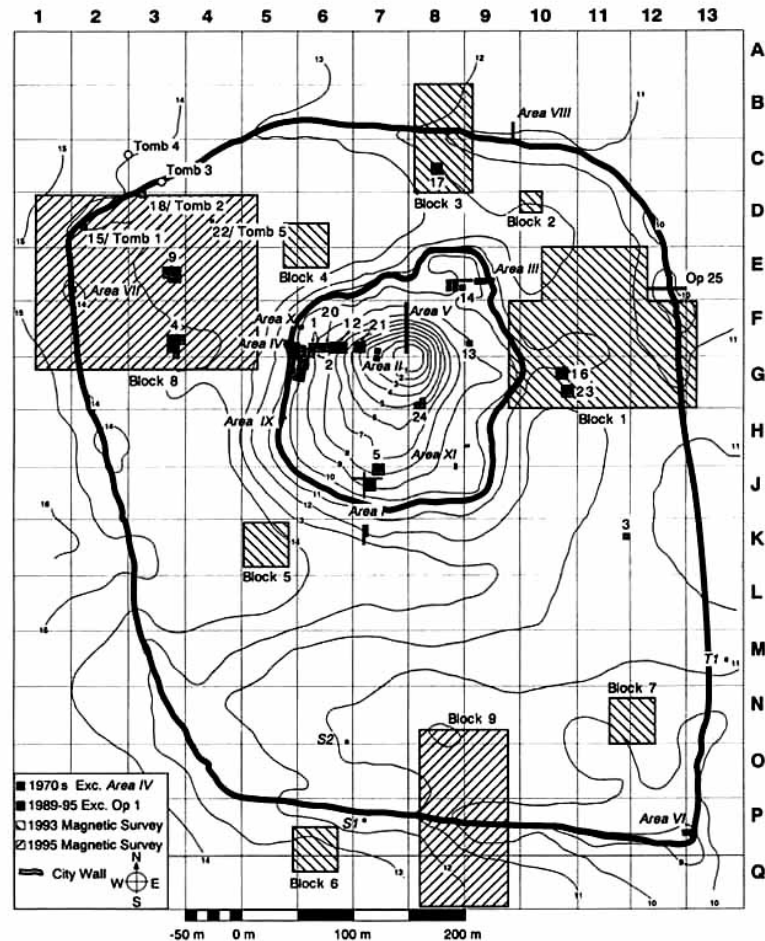 1 2 3 4 5 6 7 8 9 10 11 12 13
A
B
C
D
E
F
G
H
J
K
L
M
N
O
P
Q
Area VIII
Tomb 4
Tomb 3
17
Block 3
18/ Tomb 2
Block 2
15/ Tomb 1
22/ Tomb 5
Block 4
9
Area VII
Area III
14
Op 25
Area X
1
20
12
21
Area V
4
Area IV
2
Area II
13
Block 8
16
23
Block 1
24
Area IX
5
Area XI
Area I
3
Block 5
T1
Block 7
S2
Block 9
S1
Area VI
Block 6
1970s Exc. Area IV
1989-95 Exc. Op 1
1993 Magnetic Survey
1995 Magnetic Survey
City Wall
N
W E
S
-50 m 0 m 100 m 200 m